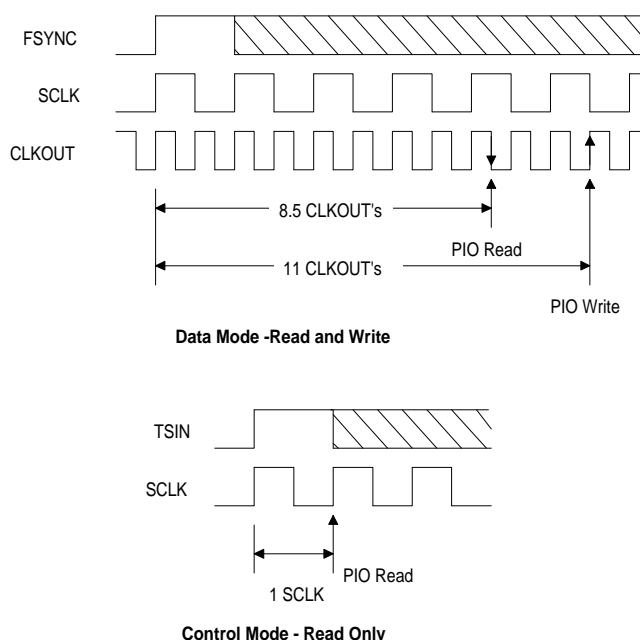 FSYNC
SCLK
CLKOUT
8.5 CLKOUT's
PIO Read
11 CLKOUT's
PIO Write
Data Mode -Read and Write
TSIN
SCLK
PIO Read
1 SCLK
Control Mode - Read Only